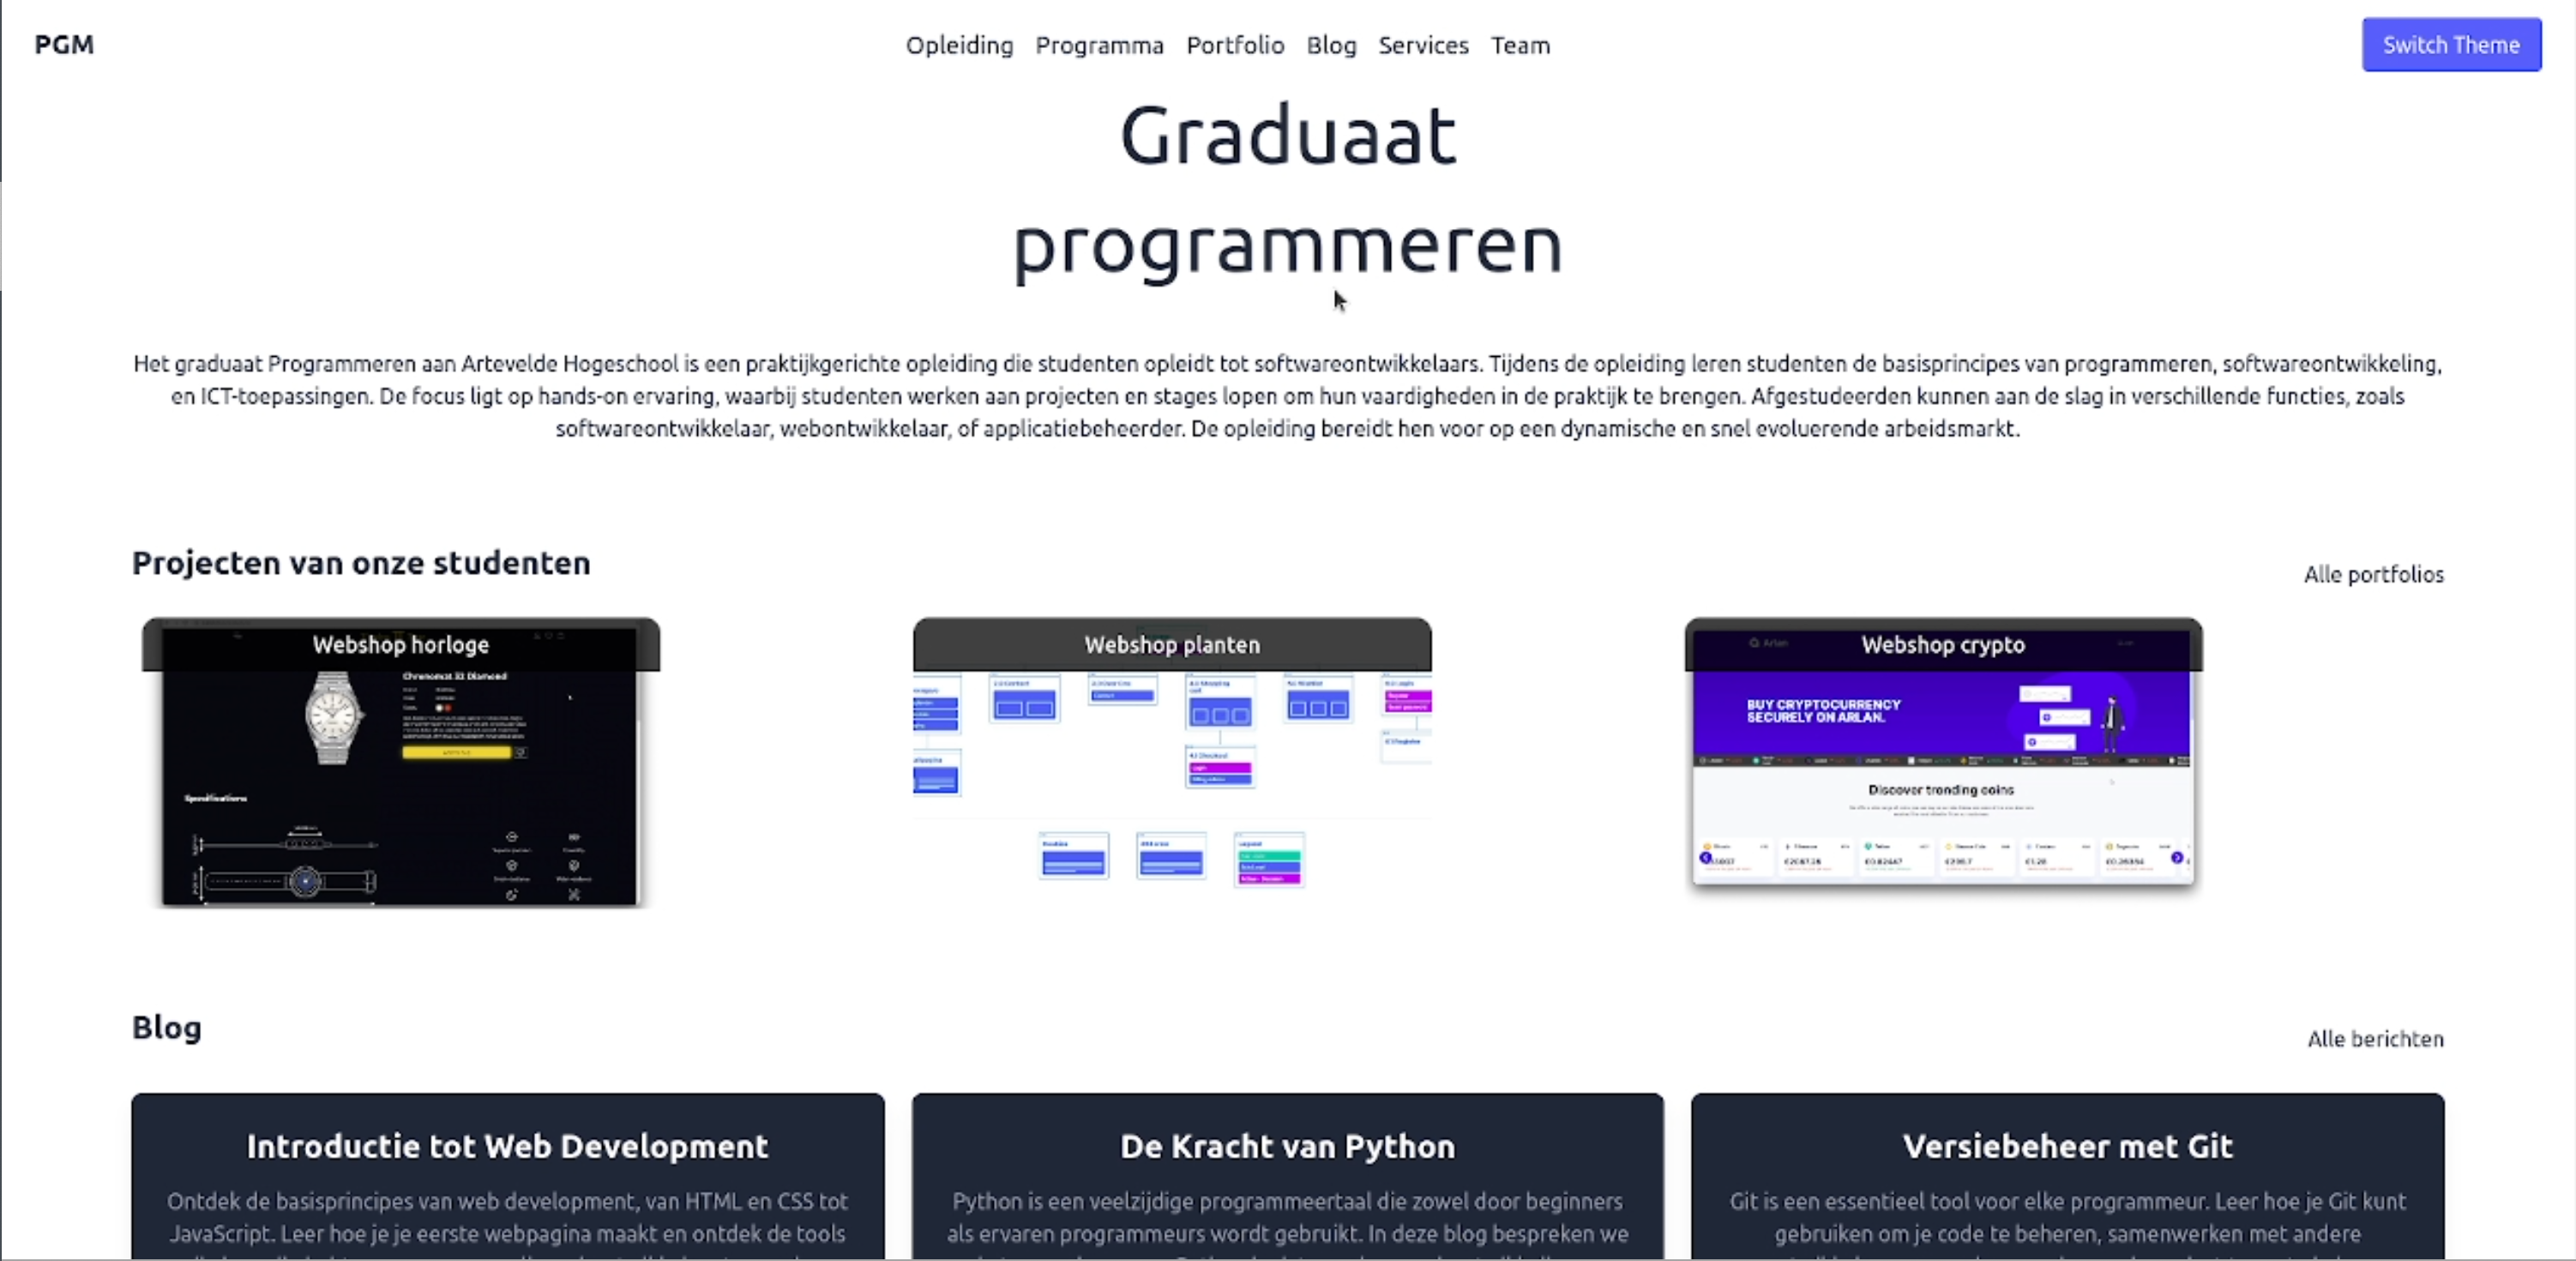 PGM
Opleiding Programma Portfolio Blog Services Team
Switch Theme
Graduaat
programmeren
Het graduaat Programmeren aan Artevelde Hogeschool is een praktijkgerichte opleiding die studenten opleidt tot softwareontwikkelaars. Tijdens de opleiding leren studenten de basisprincipes van programmeren, softwareontwikkeling,
en ICT-toepassingen. De focus ligt op hands-on ervaring, waarbij studenten werken aan projecten en stages lopen om hun vaardigheden in de praktijk te brengen. Afgestudeerden kunnen aan de slag in verschillende functies, zoals
softwareontwikkelaar, webontwikkelaar, of applicatiebeheerder. De opleiding bereidt hen voor op een dynamische en snel evoluerende arbeidsmarkt.
Projecten van onze studenten
Alle portfolios
Webshop horloge
Chronomat 32 Diamond
Specifications
Webshop planten
Webshop crypto
Arlan
BUY CRYPTOCURRENCY
SECURELY ON ARLAN.
Discover trending coins
Blog
Alle berichten
Introductie tot Web Development
Ontdek de basisprincipes van web development, van HTML en CSS tot
JavaScript. Leer hoe je je eerste webpagina maakt en ontdek de tools
De Kracht van Python
Python is een veelzijdige programmeertaal die zowel door beginners
als ervaren programmeurs wordt gebruikt. In deze blog bespreken we
Versiebeheer met Git
Git is een essentieel tool voor elke programmeur. Leer hoe je Git kunt
gebruiken om je code te beheren, samenwerken met andere